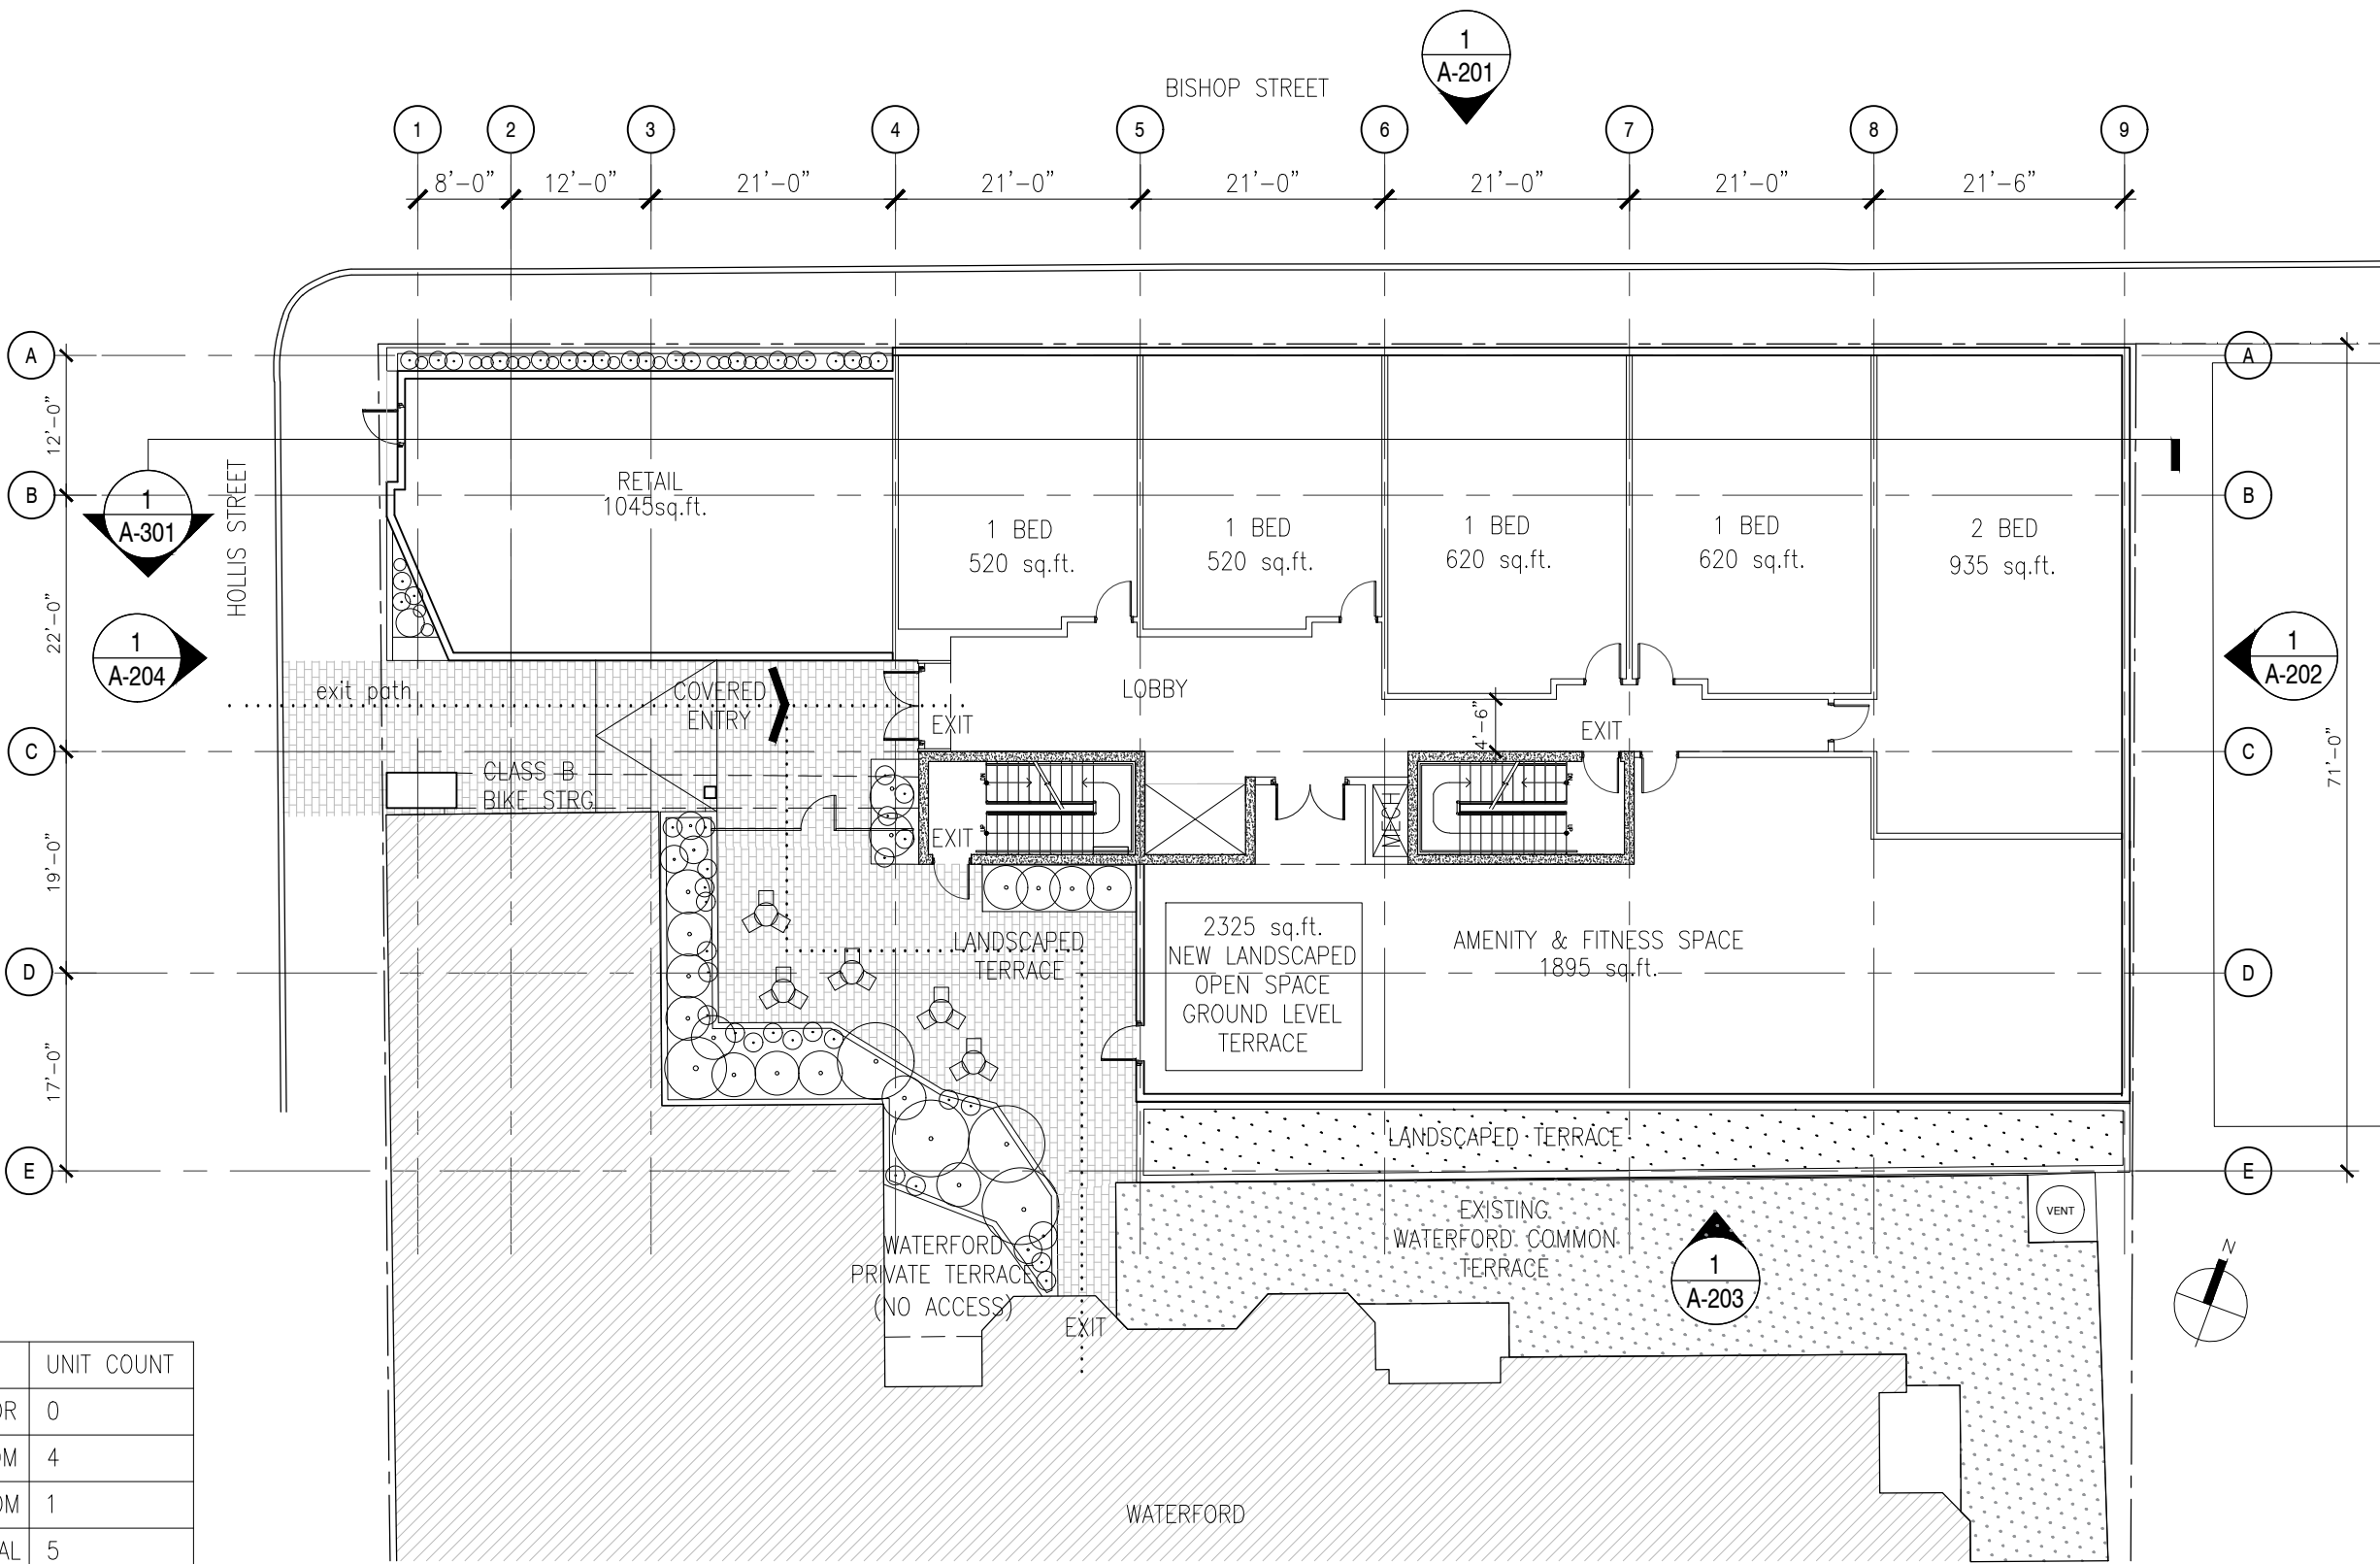 1
A-201
BISHOP STREET
1 2 3 4 5 6 7 8 9
8'-0" 12'-0" 21'-0" 21'-0" 21'-0" 21'-0" 21'-0" 21'-6"
A A
12'-0"
B B
22'-0"
C C
19'-0"
D D
17'-0"
E E
71'-0"
HOLLIS STREET
1
A-301
1
A-204
1
A-202
RETAIL
1045sq.ft.
1 BED
520 sq.ft.
1 BED
520 sq.ft.
1 BED
620 sq.ft.
1 BED
620 sq.ft.
2 BED
935 sq.ft.
exit path
COVERED
ENTRY
LOBBY
EXIT
4'-6"
EXIT
CLASS B
BIKE STRG
EXIT
MECH
LANDSCAPED
TERRACE
2325 sq.ft.
NEW LANDSCAPED
OPEN SPACE
GROUND LEVEL
TERRACE
AMENITY & FITNESS SPACE
1895 sq.ft.
LANDSCAPED TERRACE
EXISTING
WATERFORD COMMON
TERRACE
VENT
N
1
A-203
WATERFORD
PRIVATE TERRACE
(NO ACCESS)
EXIT
WATERFORD
UNIT COUNT
OR 0
OM 4
OM 1
AL 5